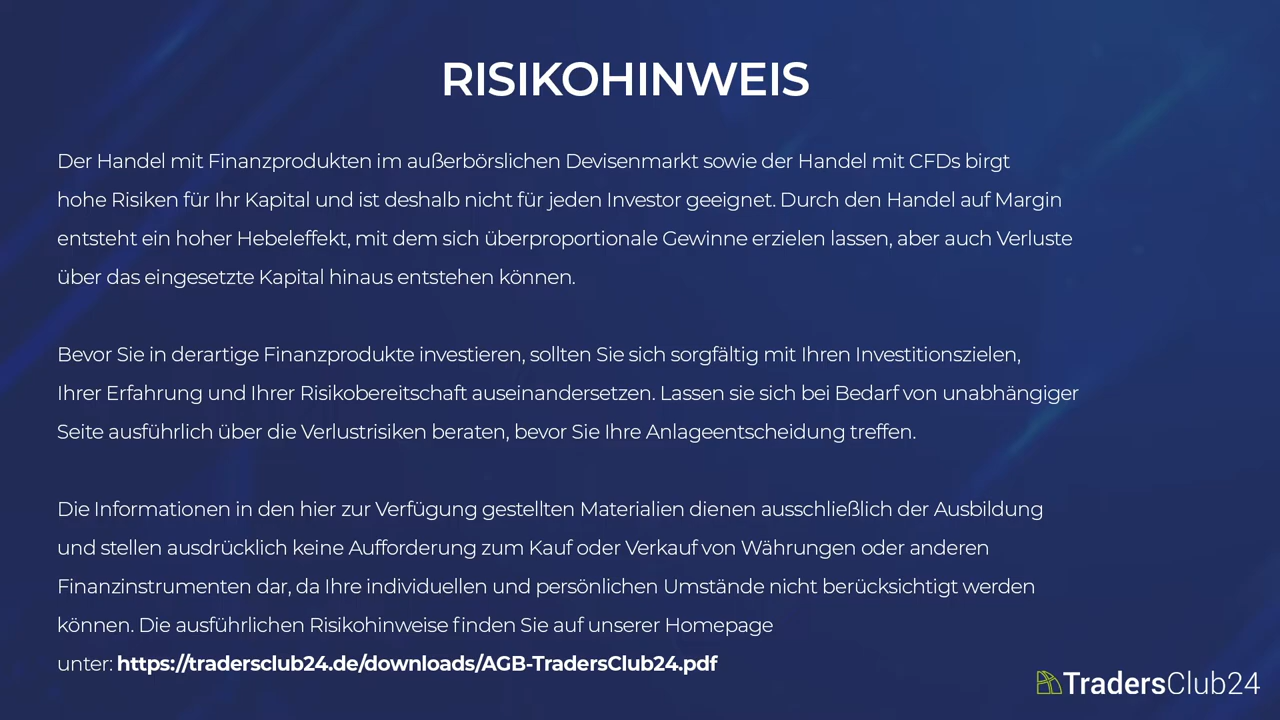 RISIKOHINWEIS
Der Handel mit Finanzprodukten im außerbörslichen Devisenmarkt sowie der Handel mit CFDs birgt
hohe Risiken für Ihr Kapital und ist deshalb nicht für jeden Investor geeignet. Durch den Handel auf Margin
entsteht ein hoher Hebeleffekt, mit dem sich überproportionale Gewinne erzielen lassen, aber auch Verluste
über das eingesetzte Kapital hinaus entstehen können.
Bevor Sie in derartige Finanzprodukte investieren, sollten Sie sich sorgfältig mit Ihren Investitionszielen,
Ihrer Erfahrung und Ihrer Risikobereitschaft auseinandersetzen. Lassen sie sich bei Bedarf von unabhängiger
Seite ausführlich über die Verlustrisiken beraten, bevor Sie Ihre Anlageentscheidung treffen.
Die Informationen in den hier zur Verfügung gestellten Materialien dienen ausschließlich der Ausbildung
und stellen ausdrücklich keine Aufforderung zum Kauf oder Verkauf von Währungen oder anderen
Finanzinstrumenten dar, da Ihre individuellen und persönlichen Umstände nicht berücksichtigt werden
können. Die ausführlichen Risikohinweise finden Sie auf unserer Homepage
unter: https://tradersclub24.de/downloads/AGB-TradersClub24.pdf
TradersClub24